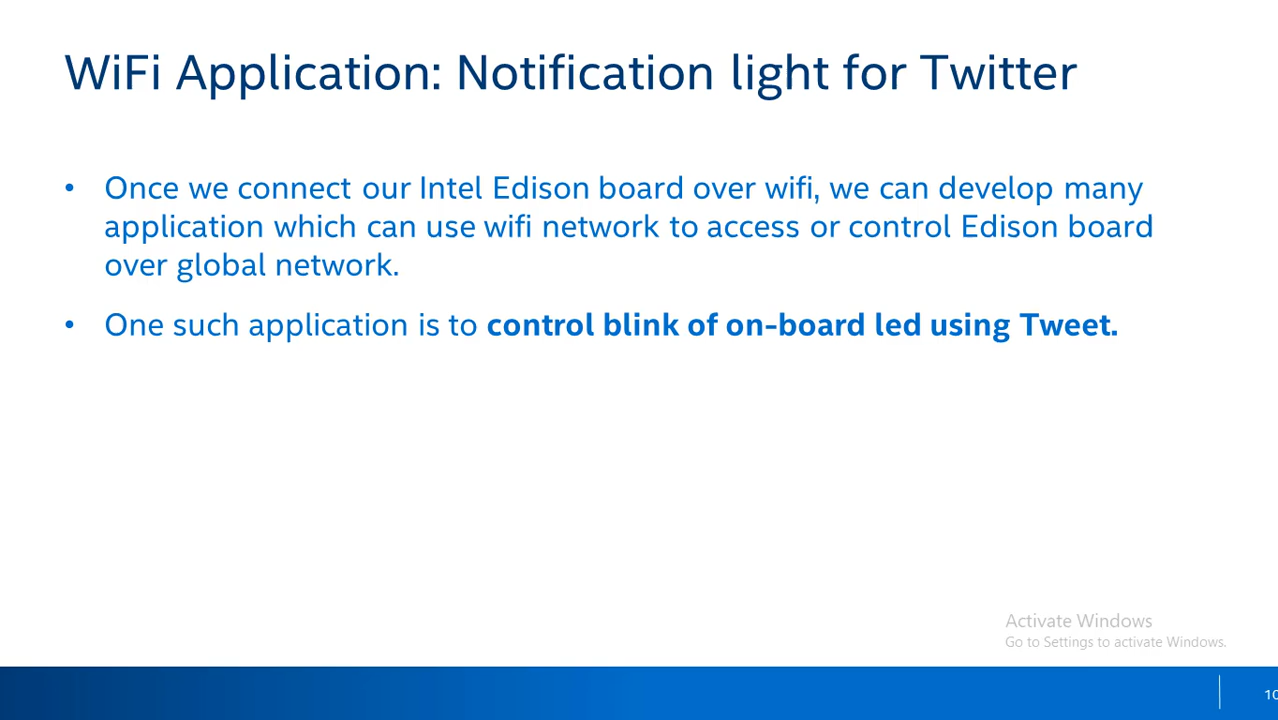 WiFi Application: Notification light for Twitter
• Once we connect our Intel Edison board over wifi, we can develop many
application which can use wifi network to access or control Edison board
over global network.
• One such application is to control blink of on-board led using Tweet.
Activate Windows
Go to Settings to activate Windows.
10